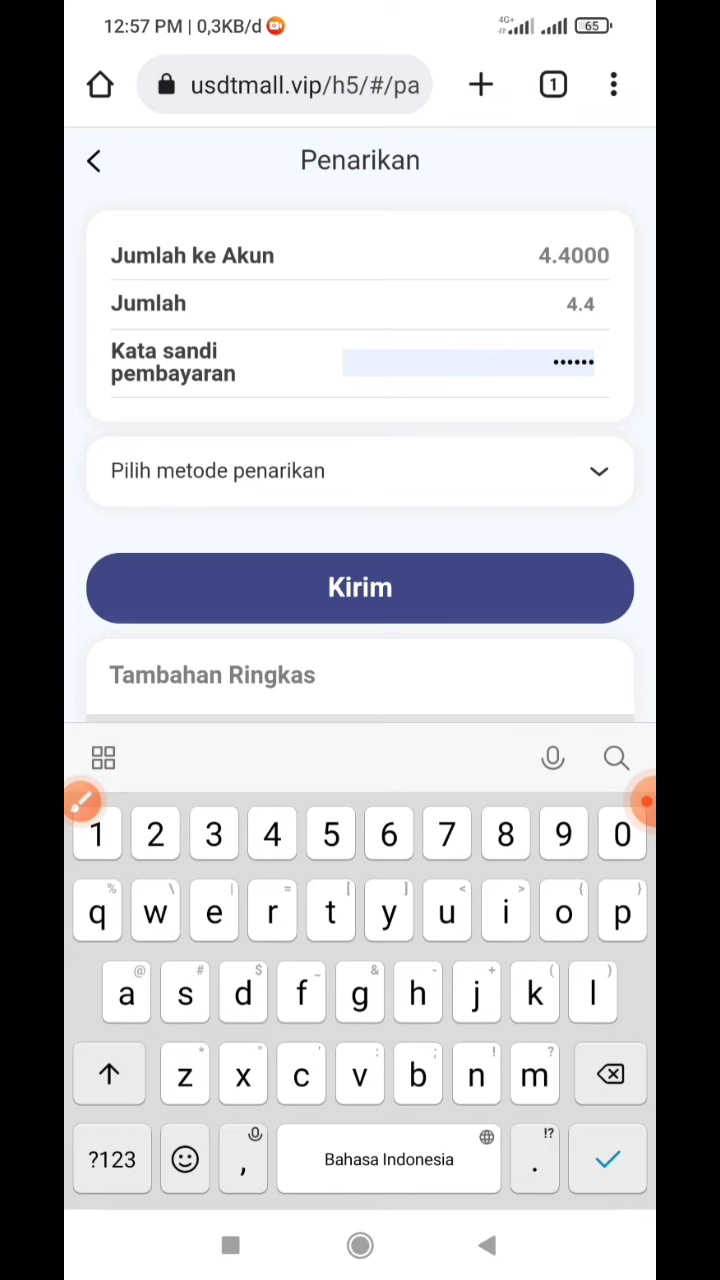 12:57 PM | 0,3KB/d
4G+
65
usdtmall.vip/h5/#/pa
1
Penarikan
Jumlah ke Akun 4.4000
Jumlah 4.4
Kata sandi
pembayaran ••••••
Pilih metode penarikan
Kirim
Tambahan Ringkas
1 2 3 4 5 6 7 8 9 0
% \ | = [ ] < > { }
q w e r t y u i o p
@ # $ _ & - + ( )
a s d f g h j k l
* " ' : ; ! ?
z x c v b n m
?123 , Bahasa Indonesia . !?